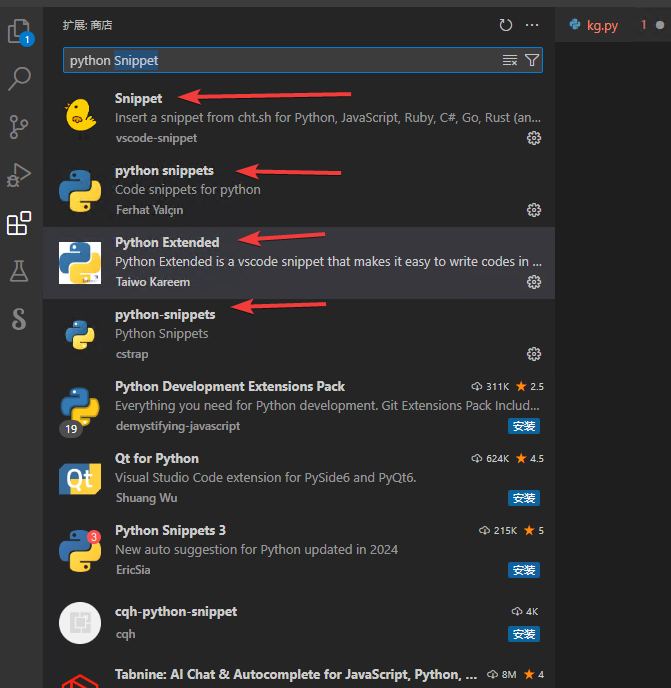 扩展: 商店
kg.py
1
1
python Snippet
Snippet
Insert a snippet from cht.sh for Python, JavaScript, Ruby, C#, Go, Rust (an...
vscode-snippet
python snippets
Code snippets for python
Ferhat Yalçın
Python Extended
Python Extended is a vscode snippet that makes it easy to write codes in ...
Taiwo Kareem
python-snippets
Python Snippets
cstrap
Python Development Extensions Pack
311K
2.5
Everything you need for Python development. Git Extensions Pack Includ...
19
demystifying-javascript
安装
Qt for Python
624K
4.5
Qt
Visual Studio Code extension for PySide6 and PyQt6.
Shuang Wu
安装
Python Snippets 3
215K
5
3
New auto suggestion for Python updated in 2024
EricSia
安装
cqh-python-snippet
4K
cqh
安装
Tabnine: AI Chat & Autocomplete for JavaScript, Python, ...
8M
4